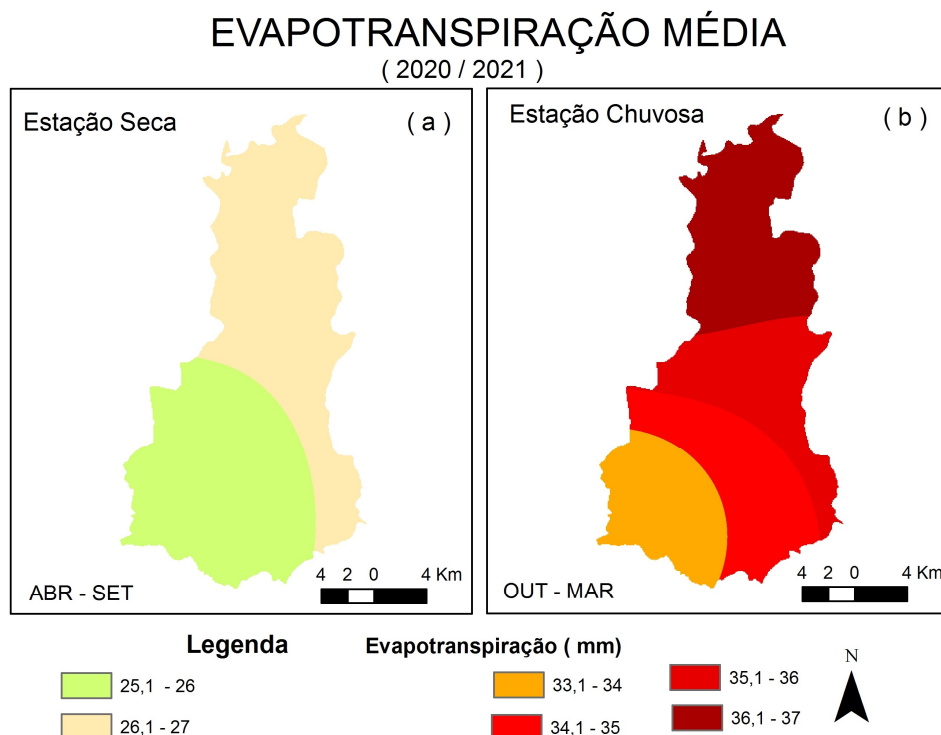 EVAPOTRANSPIRAÇÃO MÉDIA
( 2020 / 2021 )
Estação Seca
( a )
ABR - SET
4 2 0 4 Km
Estação Chuvosa
( b )
OUT - MAR
4 2 0 4 Km
Legenda
Evapotranspiração ( mm)
25,1 - 26
26,1 - 27
33,1 - 34
34,1 - 35
35,1 - 36
36,1 - 37
N